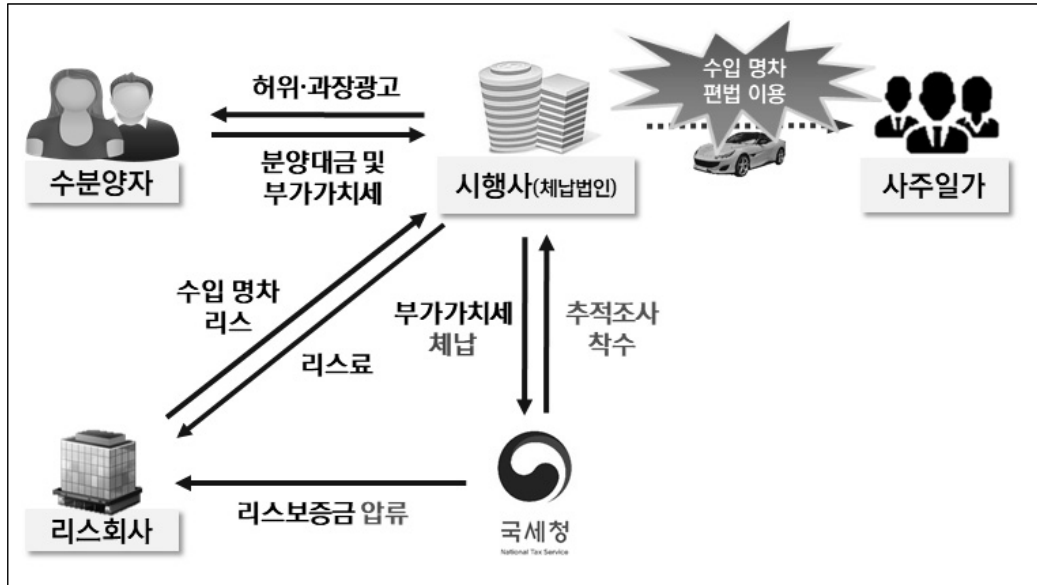 수입 명차
편법 이용
허위·과장광고
분양대금 및
부가가치세
수분양자
시행사(체납법인)
사주일가
수입 명차
리스
리스료
부가가치세
체납
추적조사
착수
리스회사
리스보증금 압류
국세청
National Tax Service